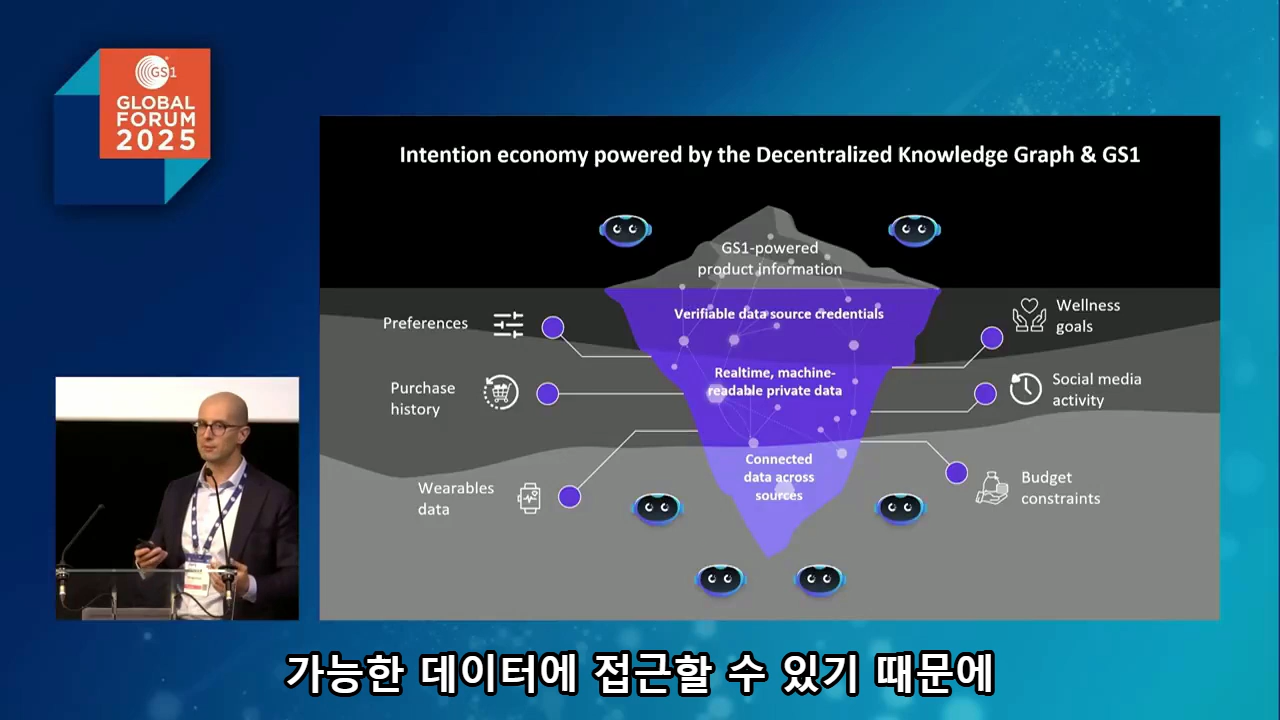 GS1
GLOBAL
FORUM
2025
Intention economy powered by the Decentralized Knowledge Graph & GS1
GS1-powered
product information
Verifiable data source credentials
Realtime, machine-
readable private data
Connected
data across
sources
Preferences
Purchase
history
Wearables
data
Wellness
goals
Social media
activity
Budget
constraints
가능한 데이터에 접근할 수 있기 때문에